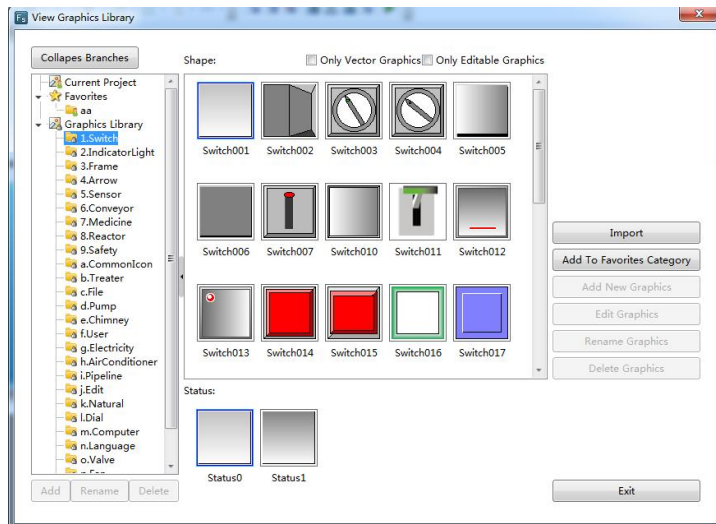 View Graphics Library
Collapes Branches
Current Project
Favorites
aa
Graphics Library
1.Switch
2.IndicatorLight
3.Frame
4.Arrow
5.Sensor
6.Conveyor
7.Medicine
8.Reactor
9.Safety
a.CommonIcon
b.Treater
c.File
d.Pump
e.Chimney
f.User
g.Electricity
h.AirConditioner
i.Pipeline
j.Edit
k.Natural
l.Dial
m.Computer
n.Language
o.Valve
Add Rename Delete
Shape: Only Vector Graphics Only Editable Graphics
Switch001 Switch002 Switch003 Switch004 Switch005
Switch006 Switch007 Switch010 Switch011 Switch012
Switch013 Switch014 Switch015 Switch016 Switch017
Status:
Status0 Status1
Import
Add To Favorites Category
Add New Graphics
Edit Graphics
Rename Graphics
Delete Graphics
Exit